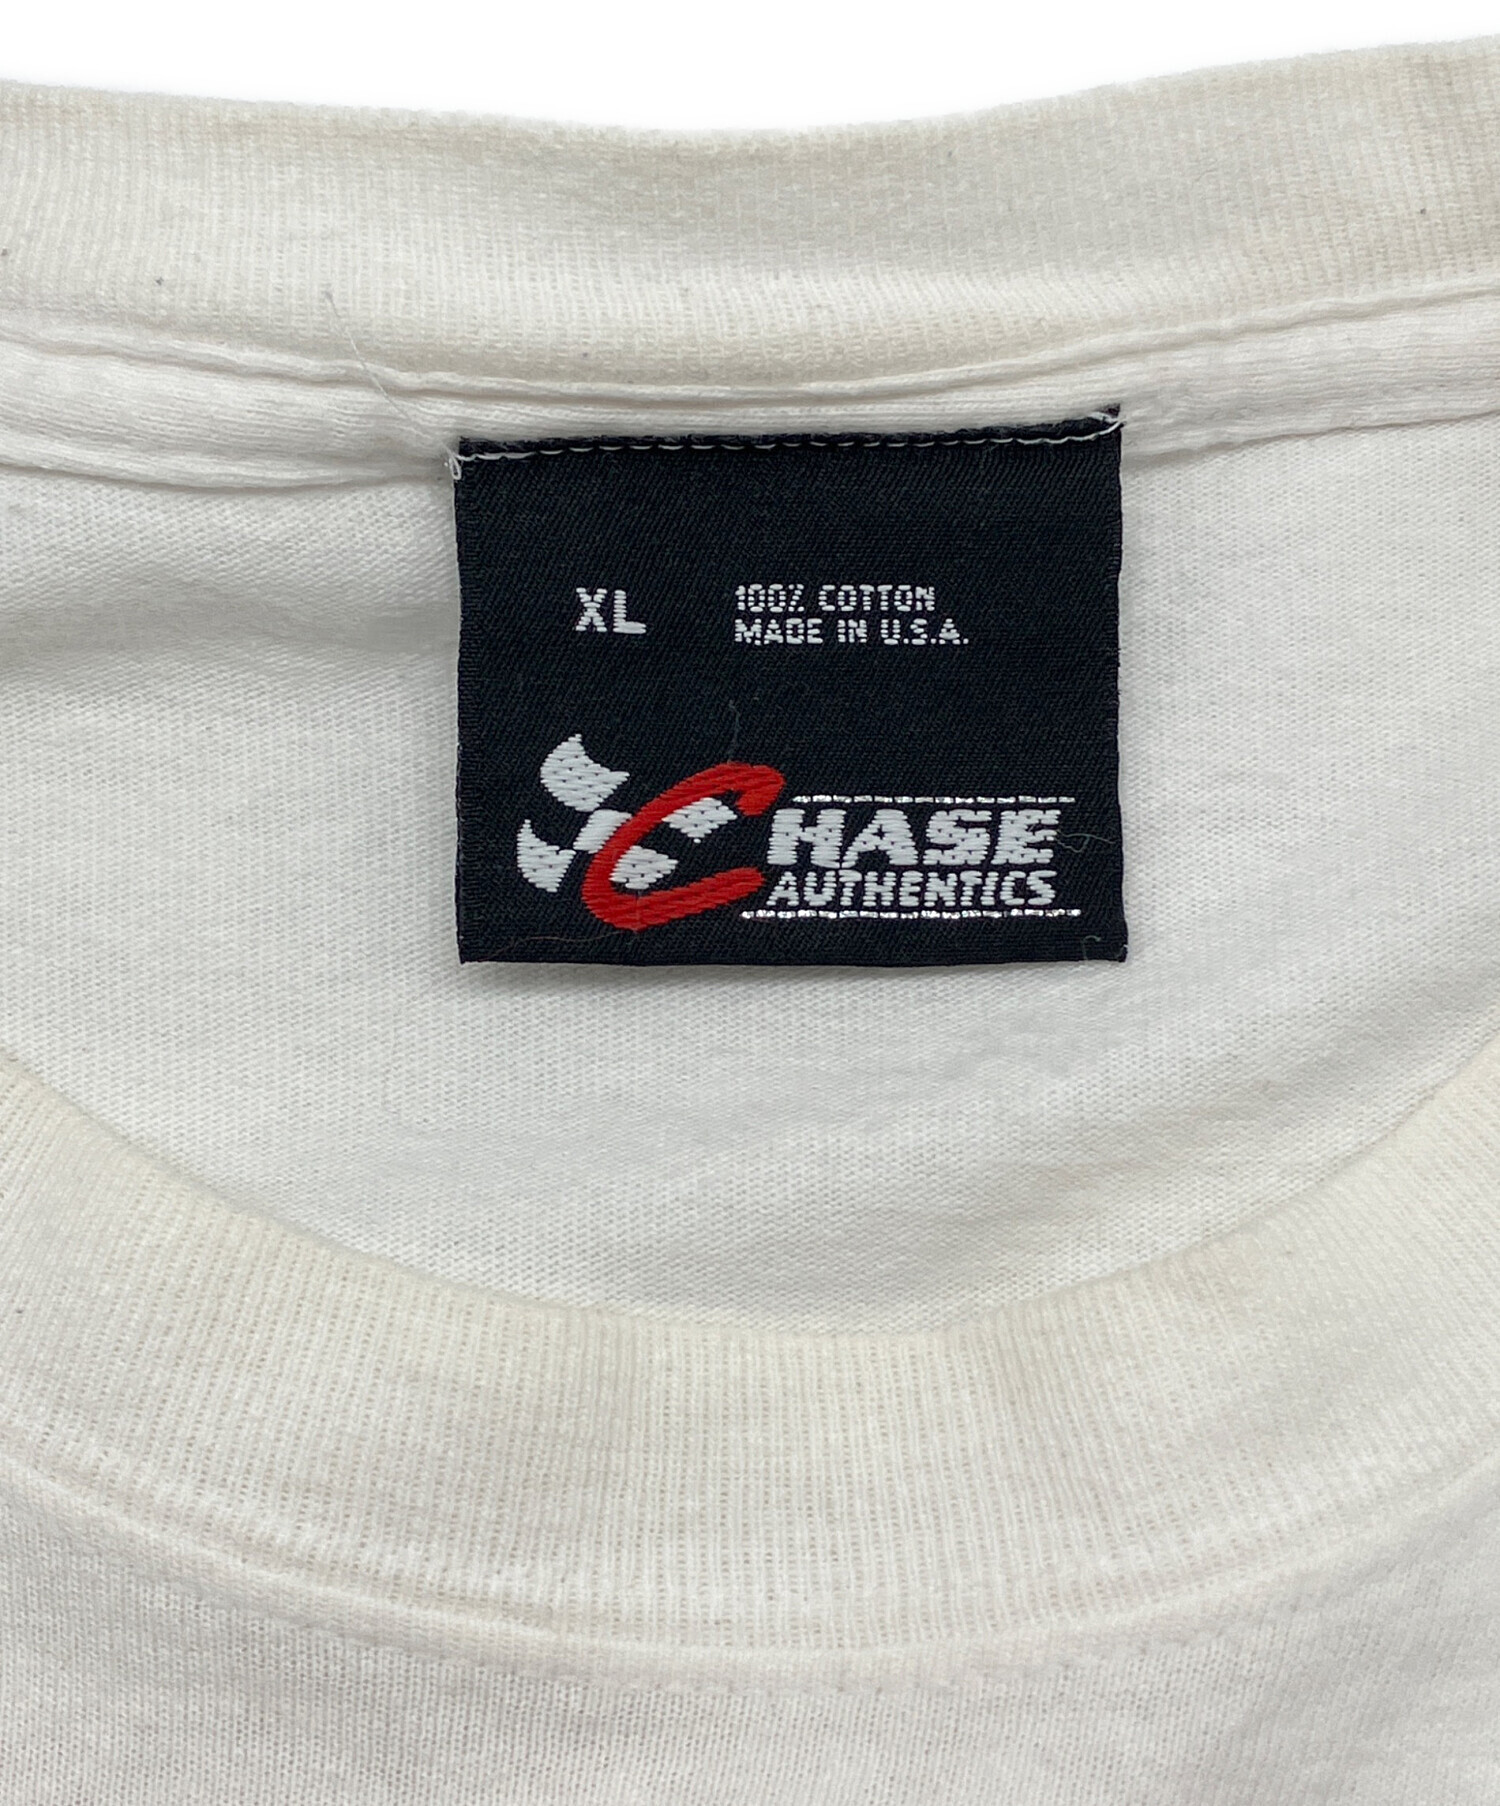 XL
100% COTTON
MADE IN U.S.A.
CHASE
AUTHENTICS